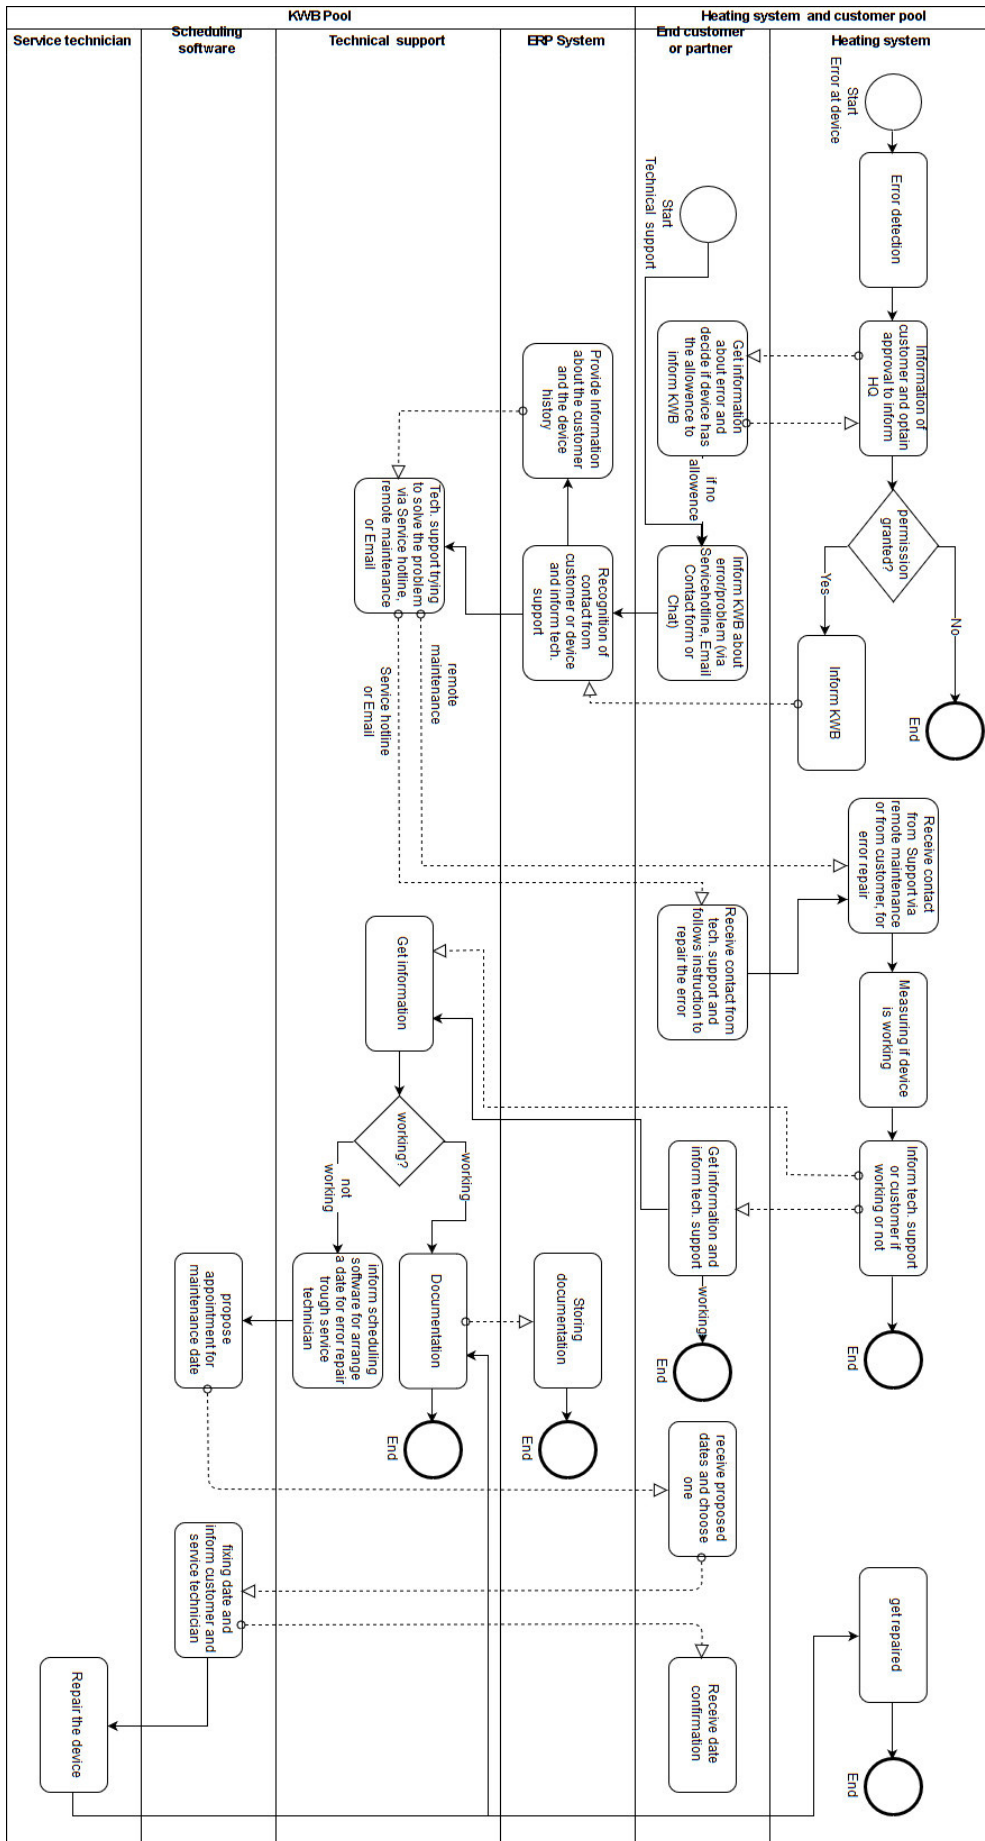 KWB Pool
Heating system and customer pool
Service technician
Scheduling
software
Technical support
ERP System
End customer
or partner
Heating system
Start
Error at device
Error detection
Start
Technical support
Information of
customer and optain
approval to inform
HQ
Get information
about error and
decide if device has
the allowence to
inform KWB
Provide Information
about the customer
and the device
history
if no
allowence
permission
granted?
No
Yes
Tech. support trying
to solve the problem
via Service hotline,
remote maintenance
or Email
Recognition of
contact from
customer or device
and inform tech.
support
Inform KWB about
error/problem (via
Servicehotline, Email
Contact form or
Chat)
Inform KWB
End
remote
maintenance
Service hotline
or Email
Receive contact
from Support via
remote maintenance
or from customer, for
error repair
Receive contact from
tech. support and
follows instruction to
repair the error
Get information
Measuring if device
is working
working?
working
not
working
Get information and
inform tech. support
Inform tech. support
or customer if
working or not
working
End
End
propose
appointment for
maintenance date
inform scheduling
software for arrange
a date for error repair
trough service
technician
Documentation
Storing
documentation
End
End
receive proposed
dates and choose
one
fixing date and
inform customer and
service technician
get repaired
Repair the device
Receive date
confirmation
End